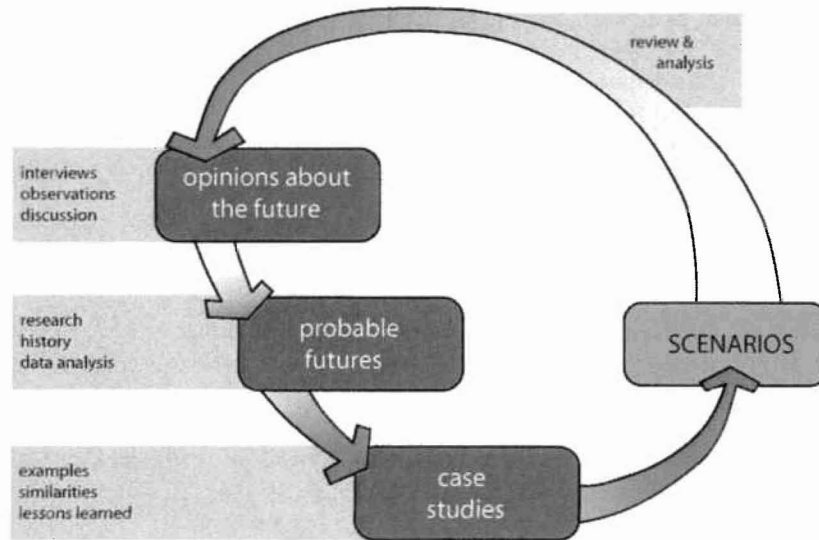 review &
analysis
interviews
observations
discussion
opinions about
the future
research
history
data analysis
probable
futures
SCENARIOS
examples
similarities
lessons learned
case
studies